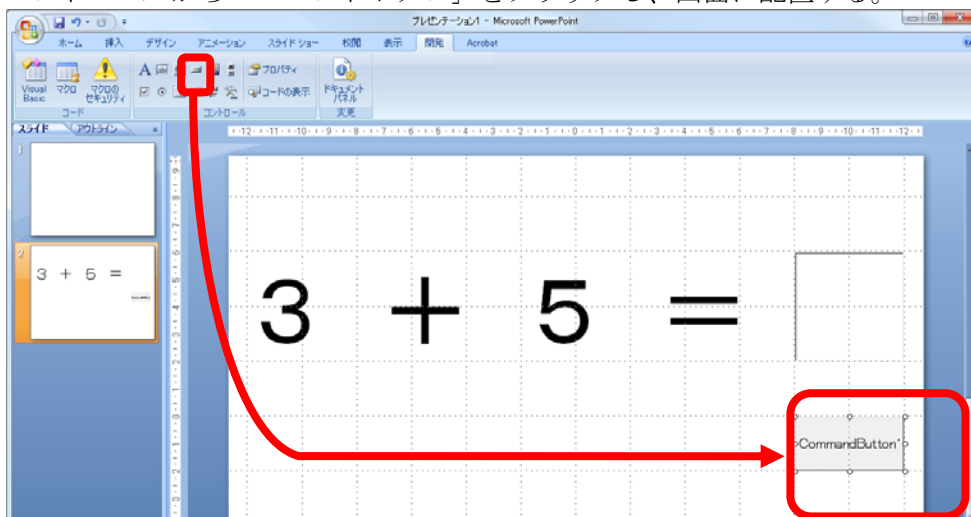 プレゼンテーション1 - Microsoft PowerPoint
ホーム 挿入 デザイン アニメーション スライド ショー 校閲 表示 開発 Acrobat
Visual Basic マクロ マクロの セキュリティ プロパティ コードの表示 ドキュメント パネル
コード コントロール 変更
スライド アウトライン
1
2
3 + 5 =
3 + 5 =
CommandButton